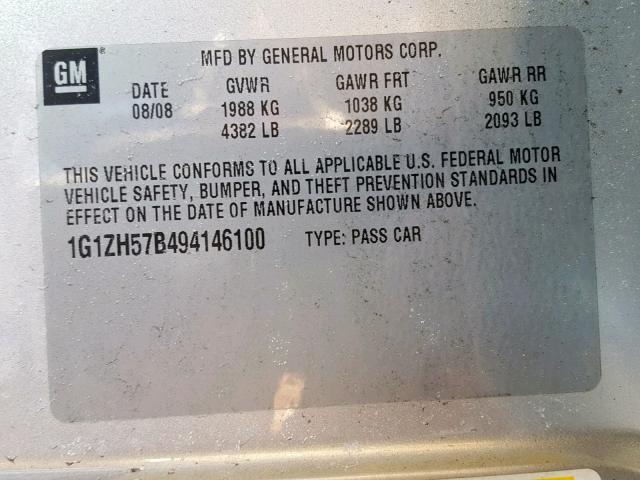 GM ® MFD BY GENERAL MOTORS CORP.
DATE GVWR GAWR FRT GAWR RR
08/08 1988 KG 1038 KG 950 KG
4382 LB 2289 LB 2093 LB
THIS VEHICLE CONFORMS TO ALL APPLICABLE U.S. FEDERAL MOTOR
VEHICLE SAFETY, BUMPER, AND THEFT PREVENTION STANDARDS IN
EFFECT ON THE DATE OF MANUFACTURE SHOWN ABOVE.
1G1ZH57B494146100 TYPE: PASS CAR